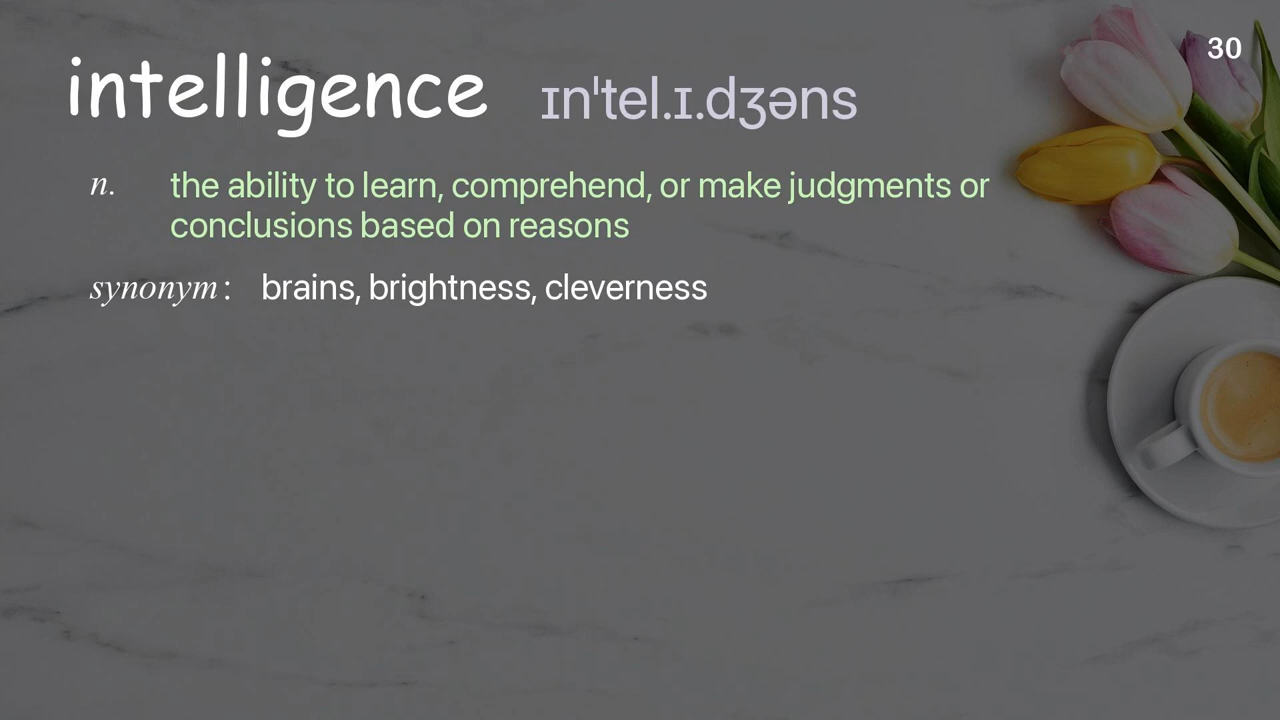 30
intelligence ɪnˈtel.ɪ.dʒəns
n. the ability to learn, comprehend, or make judgments or
conclusions based on reasons
synonym: brains, brightness, cleverness